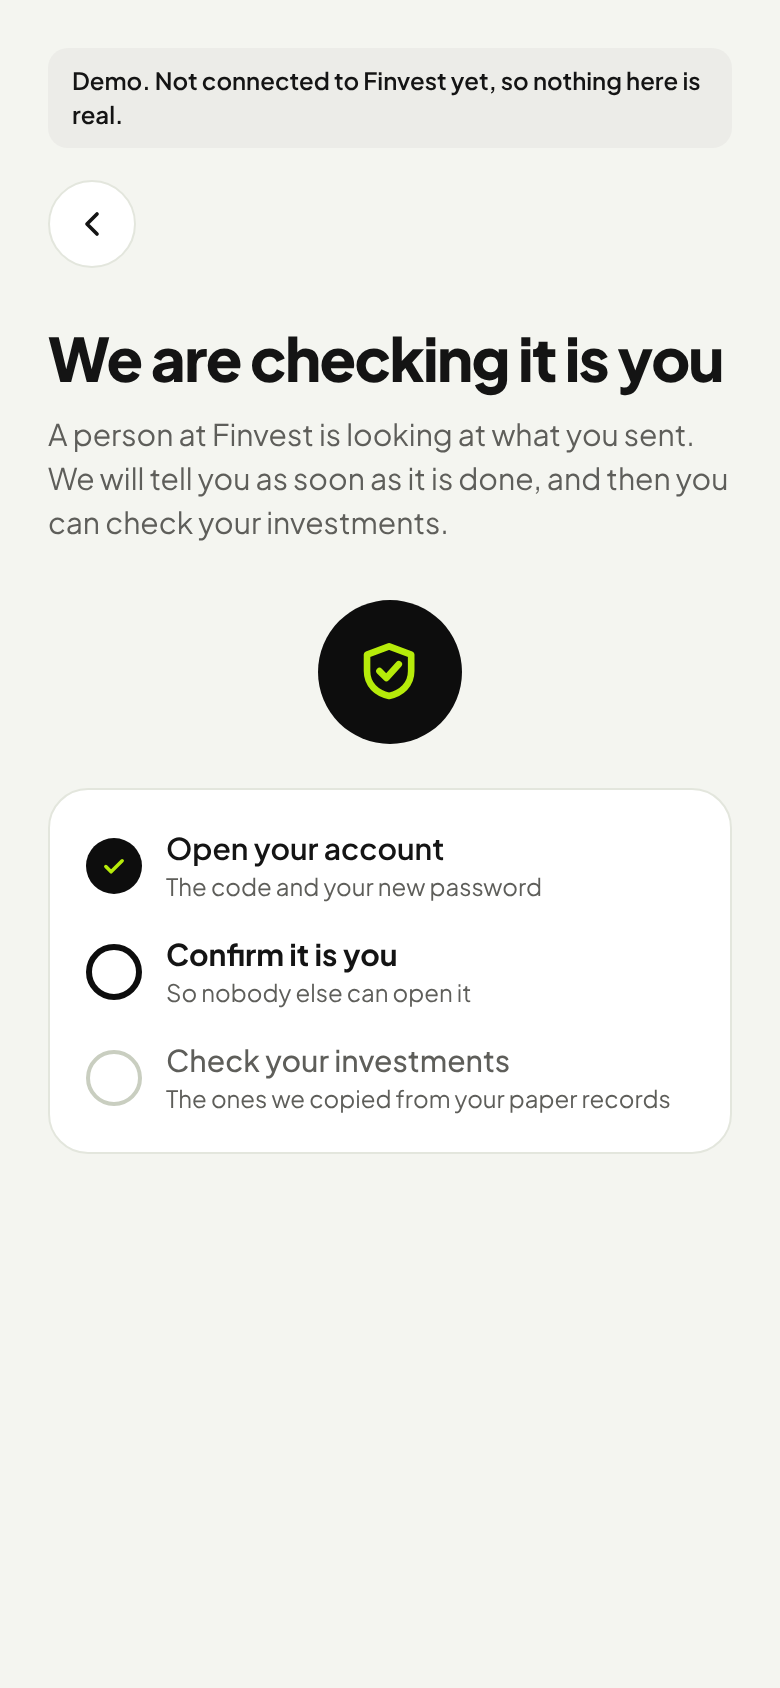 Demo. Not connected to Finvest yet, so nothing here is
real.
We are checking it is you
A person at Finvest is looking at what you sent.
We will tell you as soon as it is done, and then you
can check your investments.
Open your account
The code and your new password
Confirm it is you
So nobody else can open it
Check your investments
The ones we copied from your paper records